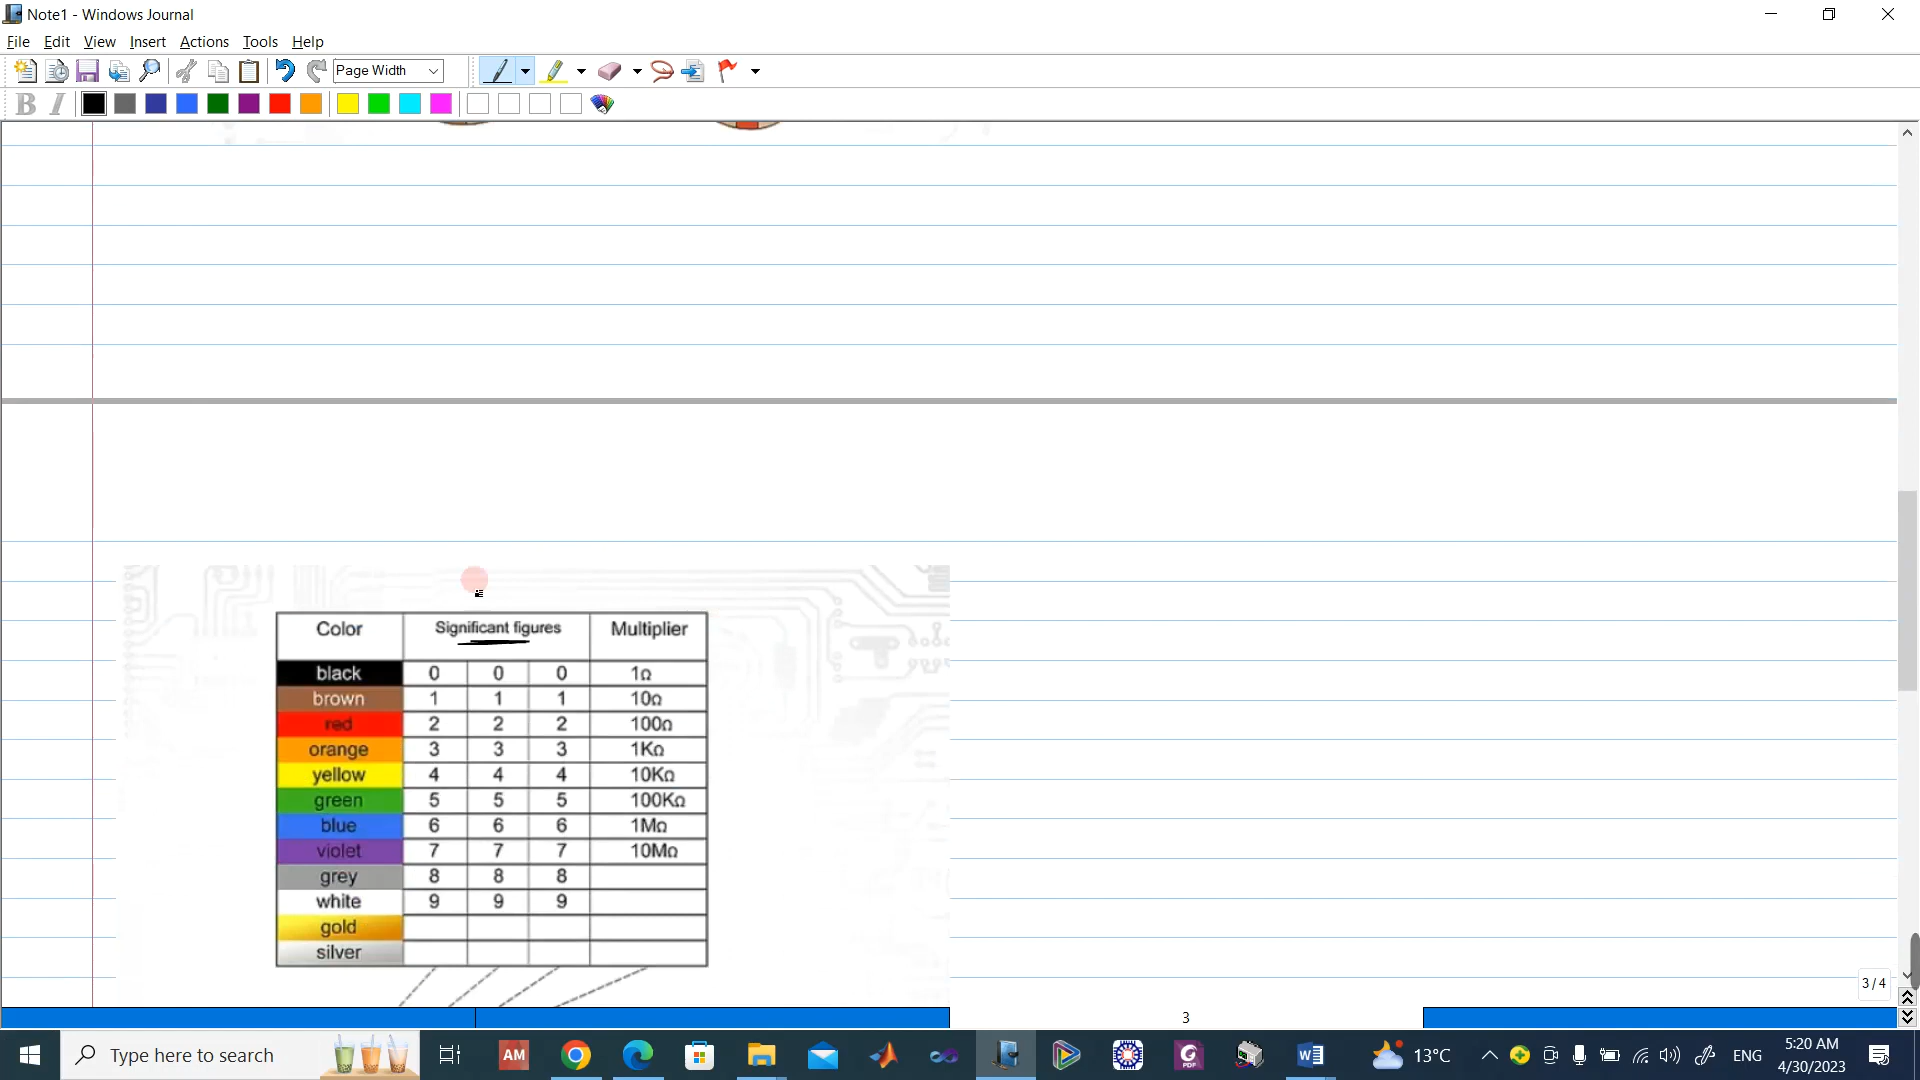 Note1 - Windows Journal
File Edit View Insert Actions Tools Help
Page Width
B I
Color Significant figures Multiplier
black 0 0 0 1Ω
brown 1 1 1 10Ω
red 2 2 2 100Ω
orange 3 3 3 1KΩ
yellow 4 4 4 10KΩ
green 5 5 5 100KΩ
blue 6 6 6 1MΩ
violet 7 7 7 10MΩ
grey 8 8 8
white 9 9 9
gold
silver
3 / 4
3
Type here to search
AM
PDF
W
13°C
ENG
5:20 AM
4/30/2023